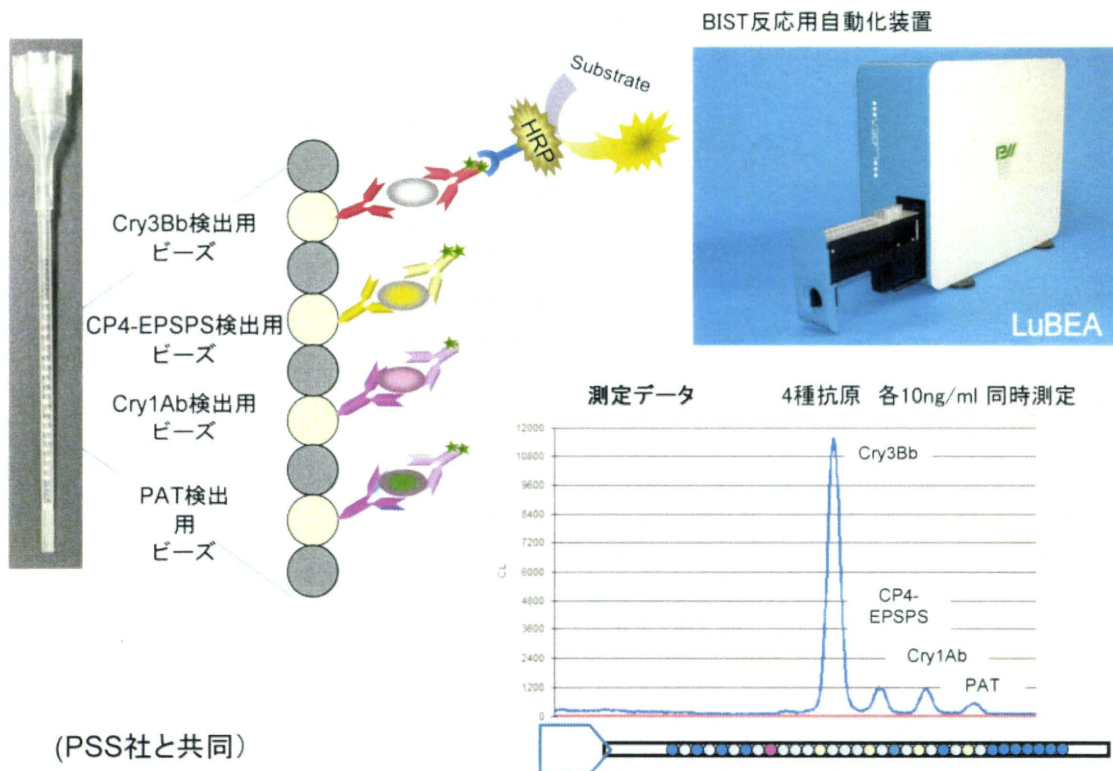 BIST反応用自動化装置
Substrate
HRP
Cry3Bb検出用
ビーズ
CP4-EPSPS検出用
ビーズ
Cry1Ab検出用
ビーズ
PAT検出
用
ビーズ
LuBEA
LuBEA
測定データ 4種抗原 各10ng/ml 同時測定
12000
10800
9600
8400
7200
6000
4800
3600
2400
1200
0
CL
Cry3Bb
CP4-
EPSPS
Cry1Ab
PAT
(PSS社と共同)